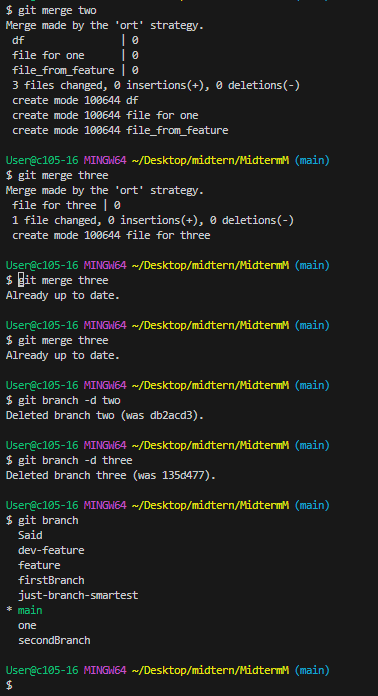 $ git merge two
Merge made by the 'ort' strategy.
 df                | 0
 file for one      | 0
 file_from_feature | 0
 3 files changed, 0 insertions(+), 0 deletions(-)
 create mode 100644 df
 create mode 100644 file for one
 create mode 100644 file_from_feature
User@c105-16 MINGW64 ~/Desktop/midtern/MidtermM (main)
$ git merge three
Merge made by the 'ort' strategy.
 file for three | 0
 1 file changed, 0 insertions(+), 0 deletions(-)
 create mode 100644 file for three
User@c105-16 MINGW64 ~/Desktop/midtern/MidtermM (main)
$ git merge three
Already up to date.
User@c105-16 MINGW64 ~/Desktop/midtern/MidtermM (main)
$ git merge three
Already up to date.
User@c105-16 MINGW64 ~/Desktop/midtern/MidtermM (main)
$ git branch -d two
Deleted branch two (was db2acd3).
User@c105-16 MINGW64 ~/Desktop/midtern/MidtermM (main)
$ git branch -d three
Deleted branch three (was 135d477).
User@c105-16 MINGW64 ~/Desktop/midtern/MidtermM (main)
$ git branch
  Said
  dev-feature
  feature
  firstBranch
  just-branch-smartest
* main
  one
  secondBranch
User@c105-16 MINGW64 ~/Desktop/midtern/MidtermM (main)
$